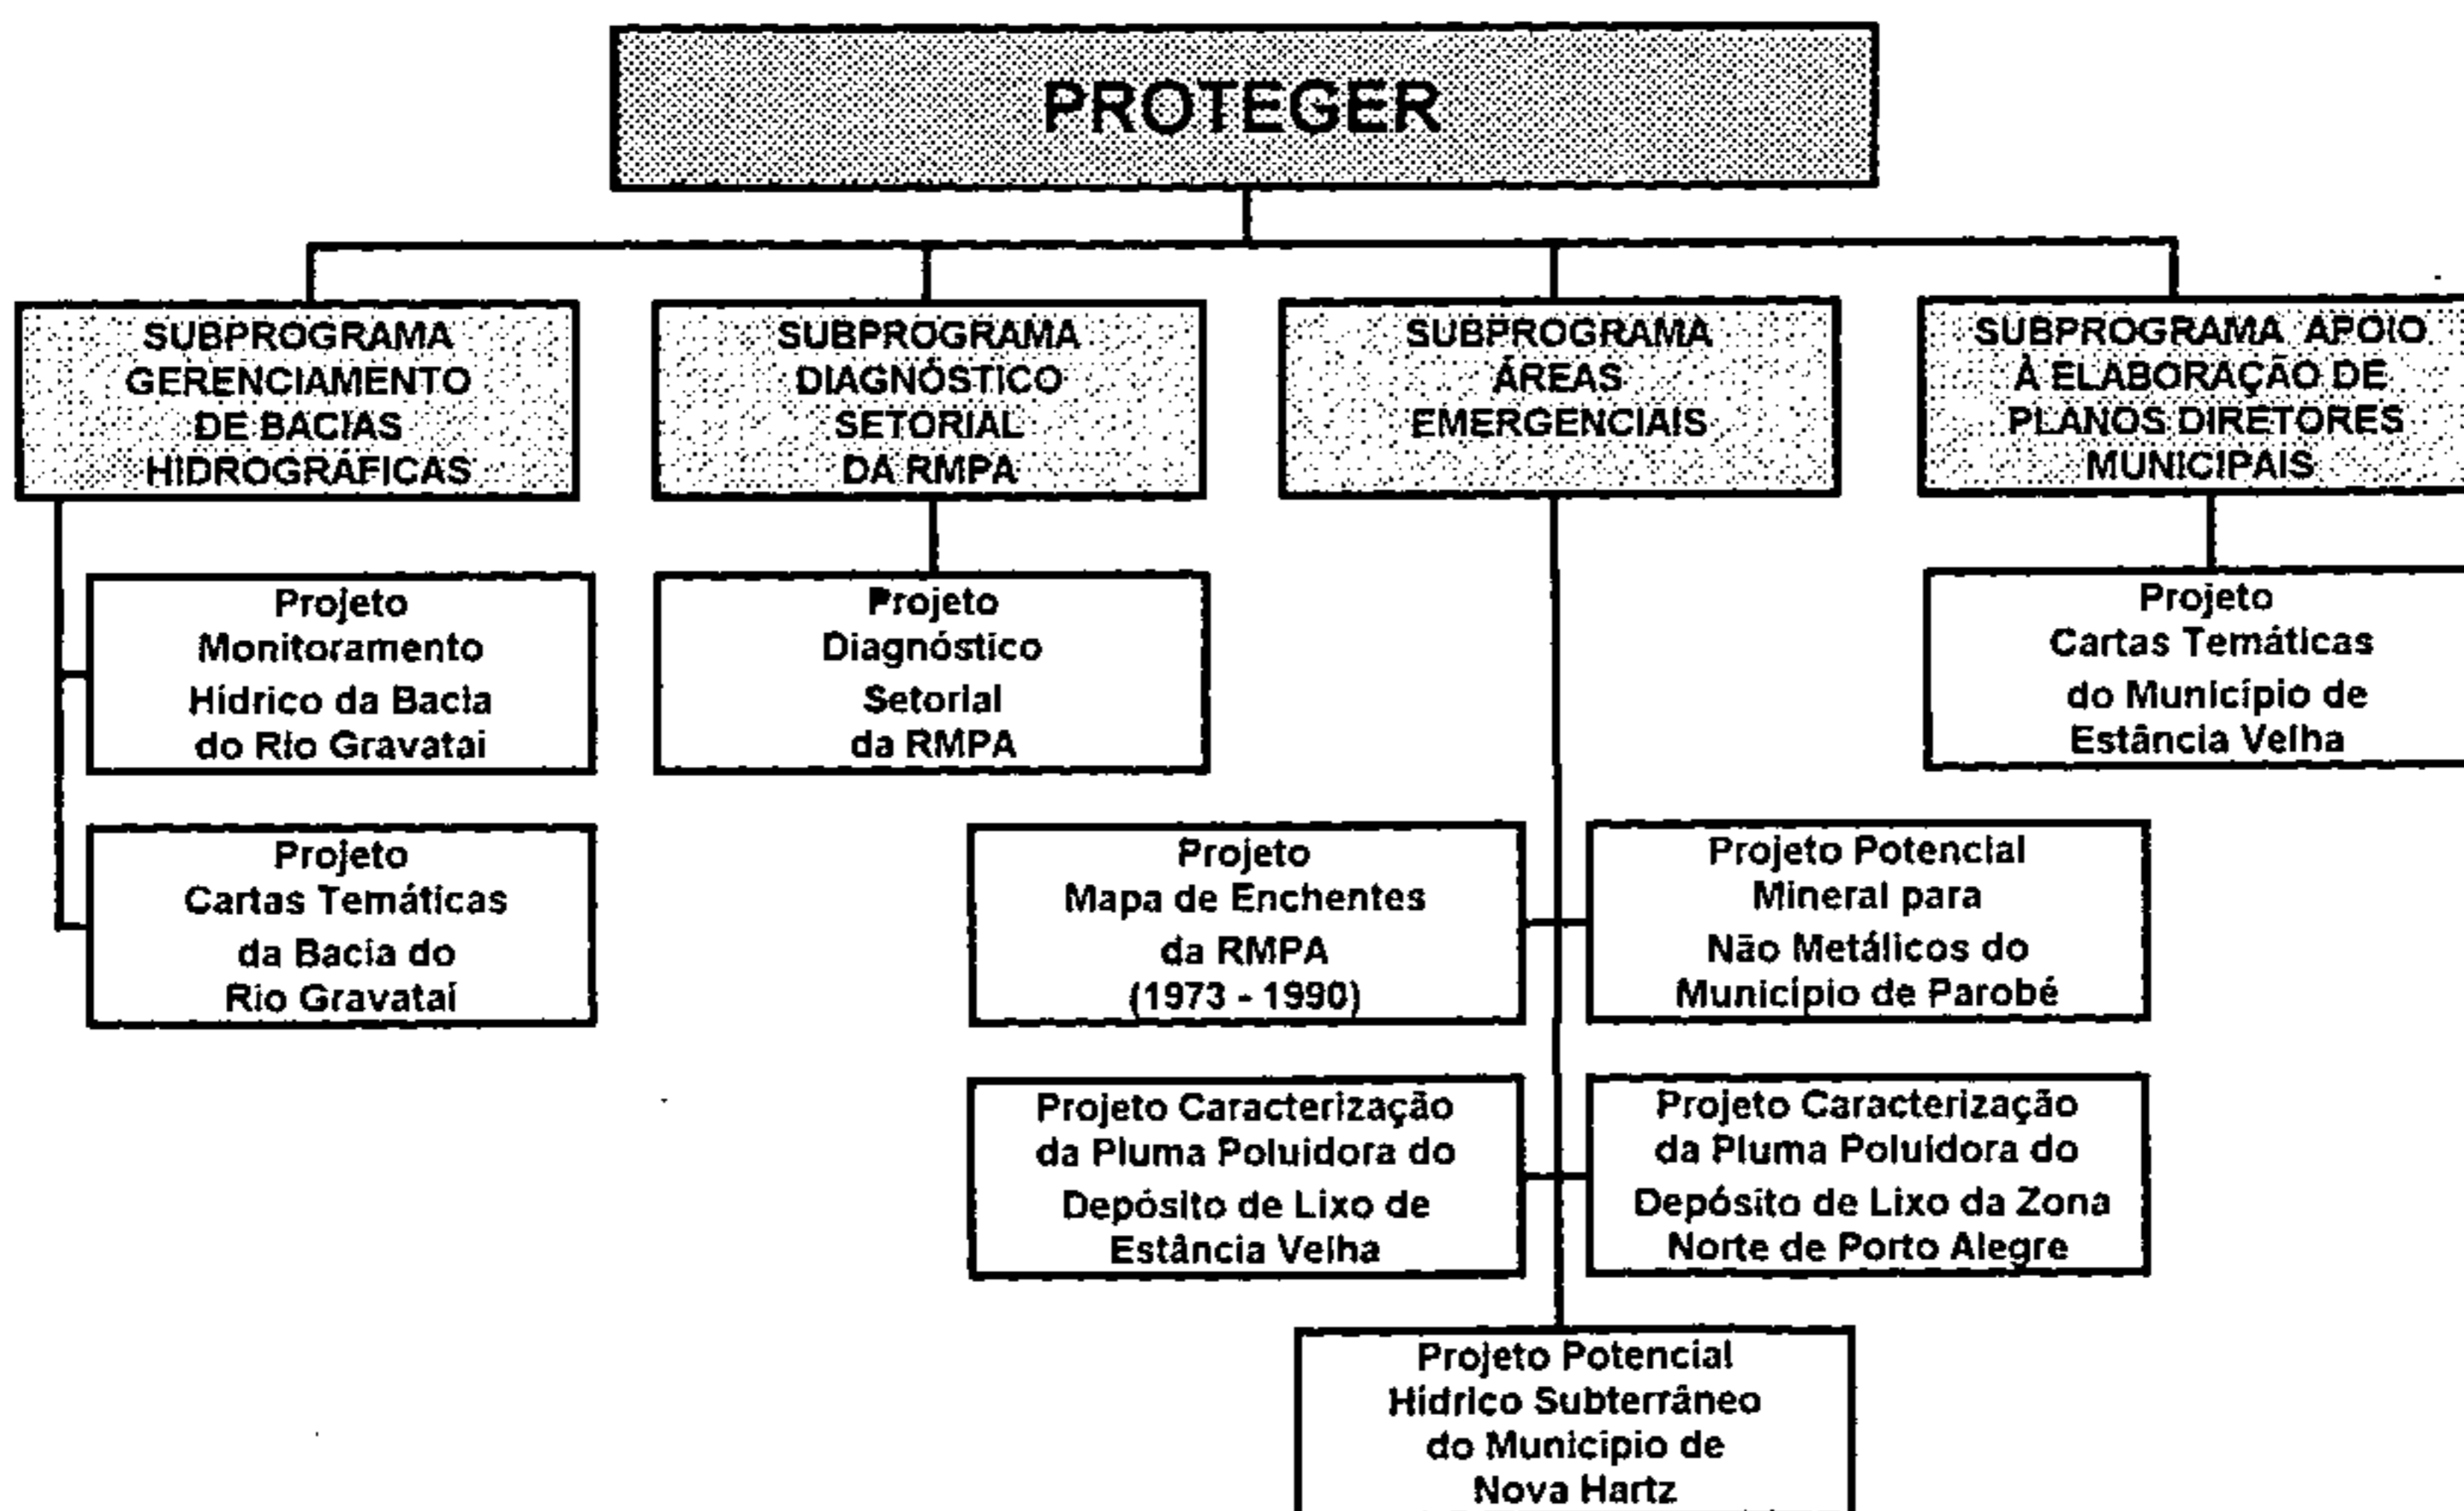 PROTEGER
SUBPROGRAMA
GERENCIAMENTO
DE BACIAS
HIDROGRÁFICAS
SUBPROGRAMA
DIAGNÓSTICO
SETORIAL
DA RMPA
SUBPROGRAMA
ÁREAS
EMERGENCIAIS
SUBPROGRAMA APOIO
À ELABORAÇÃO DE
PLANOS DIRETORES
MUNICIPAIS
Projeto
Monitoramento
Hídrico da Bacia
do Rio Gravatai
Projeto
Cartas Temáticas
da Bacia do
Rio Gravataí
Projeto
Diagnóstico
Setorial
da RMPA
Projeto
Mapa de Enchentes
da RMPA
(1973 - 1990)
Projeto Potencial
Mineral para
Não Metálicos do
Município de Parobé
Projeto Caracterização
da Pluma Poluidora do
Depósito de Lixo de
Estância Velha
Projeto Caracterização
da Pluma Poluidora do
Depósito de Lixo da Zona
Norte de Porto Alegre
Projeto Potencial
Hídrico Subterrâneo
do Município de
Nova Hartz
Projeto
Cartas Temáticas
do Município de
Estância Velha